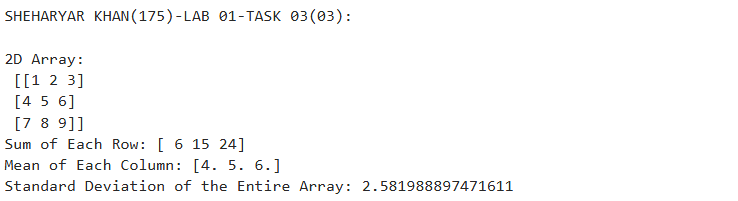 SHEHARYAR KHAN(175)-LAB 01-TASK 03(03):
2D Array:
[[1 2 3]
[4 5 6]
[7 8 9]]
Sum of Each Row: [ 6 15 24]
Mean of Each Column: [4. 5. 6.]
Standard Deviation of the Entire Array: 2.581988897471611